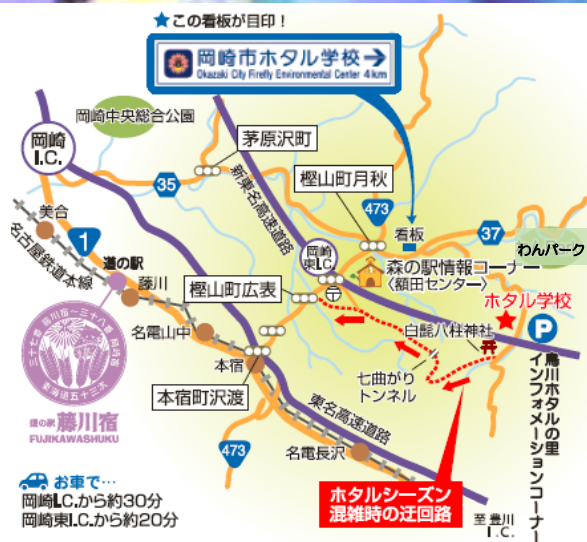 ★この看板が目印！
岡崎市ホタル学校→
Okazaki City Firefly Environmental Center 4km
岡崎中央総合公園
岡崎
I.C.
茅原沢町
35
新東名高速道路
樫山町月秋
473
看板
37
わんパーク
美合
名古屋鉄道本線
1
道の駅
藤川
岡崎
東I.C.
森の駅情報コーナー
〈額田センター〉
樫山町広表
〒
ホタル学校
P
白髭八柱神社
鳥川ホタルの里
インフォメーションコーナー
名電山中
本宿
七曲がり
トンネル
本宿町沢渡
東名高速道路
東海道五十三次
道の駅 藤川宿
FUJIKAWASHUKU
473
名電長沢
お車で…
岡崎I.C.から約30分
岡崎東I.C.から約20分
ホタルシーズン
混雑時の迂回路
至 豊川
I.C.